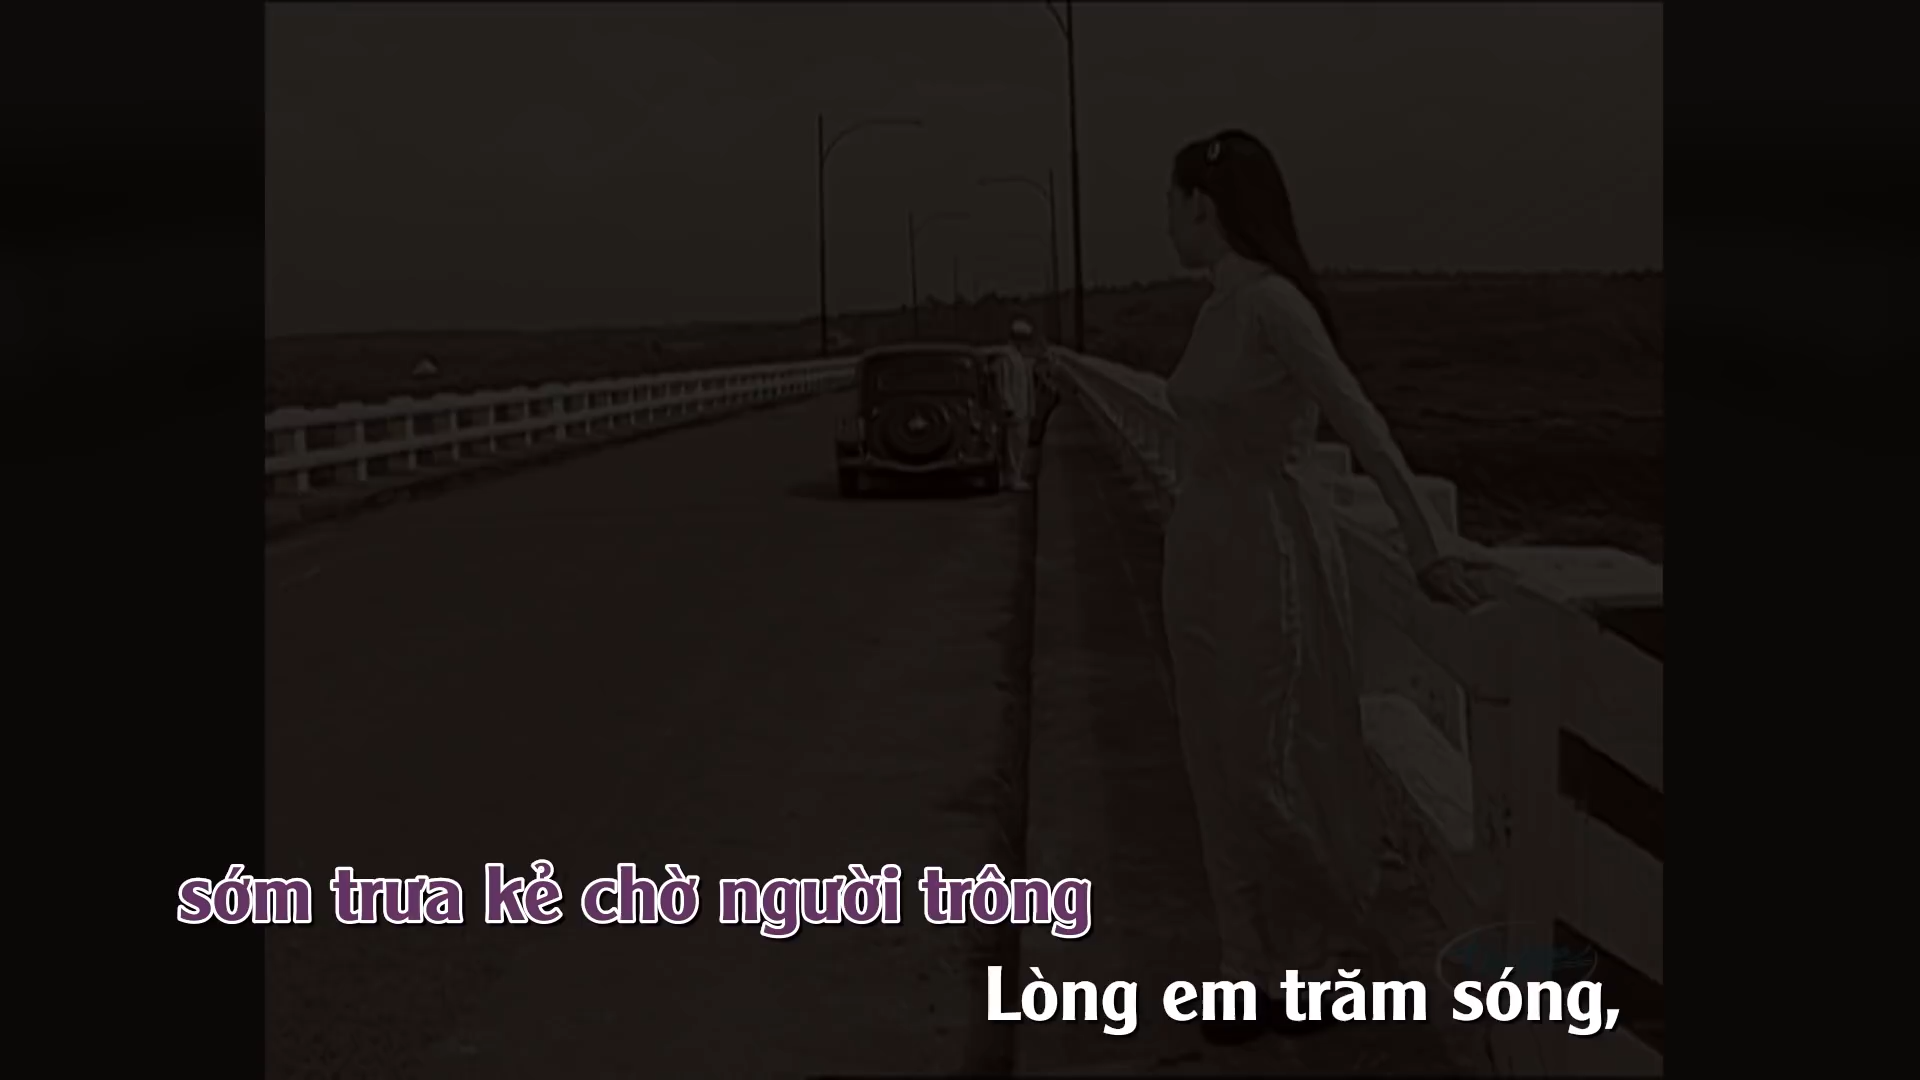 sớm trưa kẻ chờ người trông
Lòng em trăm sóng,